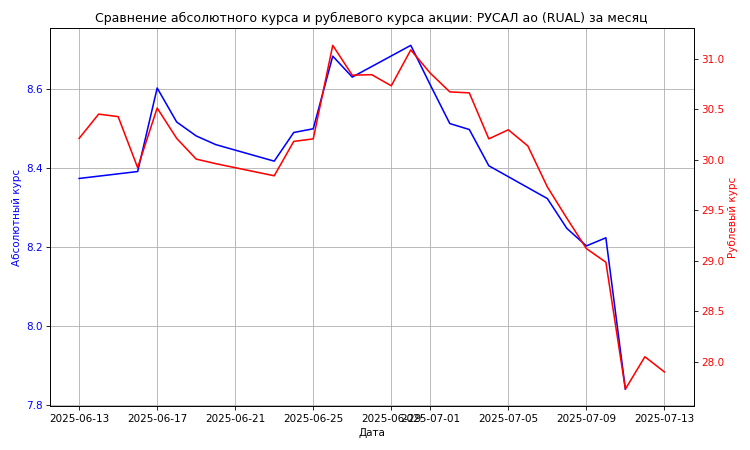 Сравнение абсолютного курса и рублевого курса акции: РУСАЛ ао (RUAL) за месяц
Абсолютный курс
8.6
8.4
8.2
8.0
7.8
31.0
30.5
30.0
29.5
29.0
28.5
28.0
Рублевый курс
2025-06-13 2025-06-17 2025-06-21 2025-06-25 2025-06-29 2025-07-01 2025-07-05 2025-07-09 2025-07-13
Дата